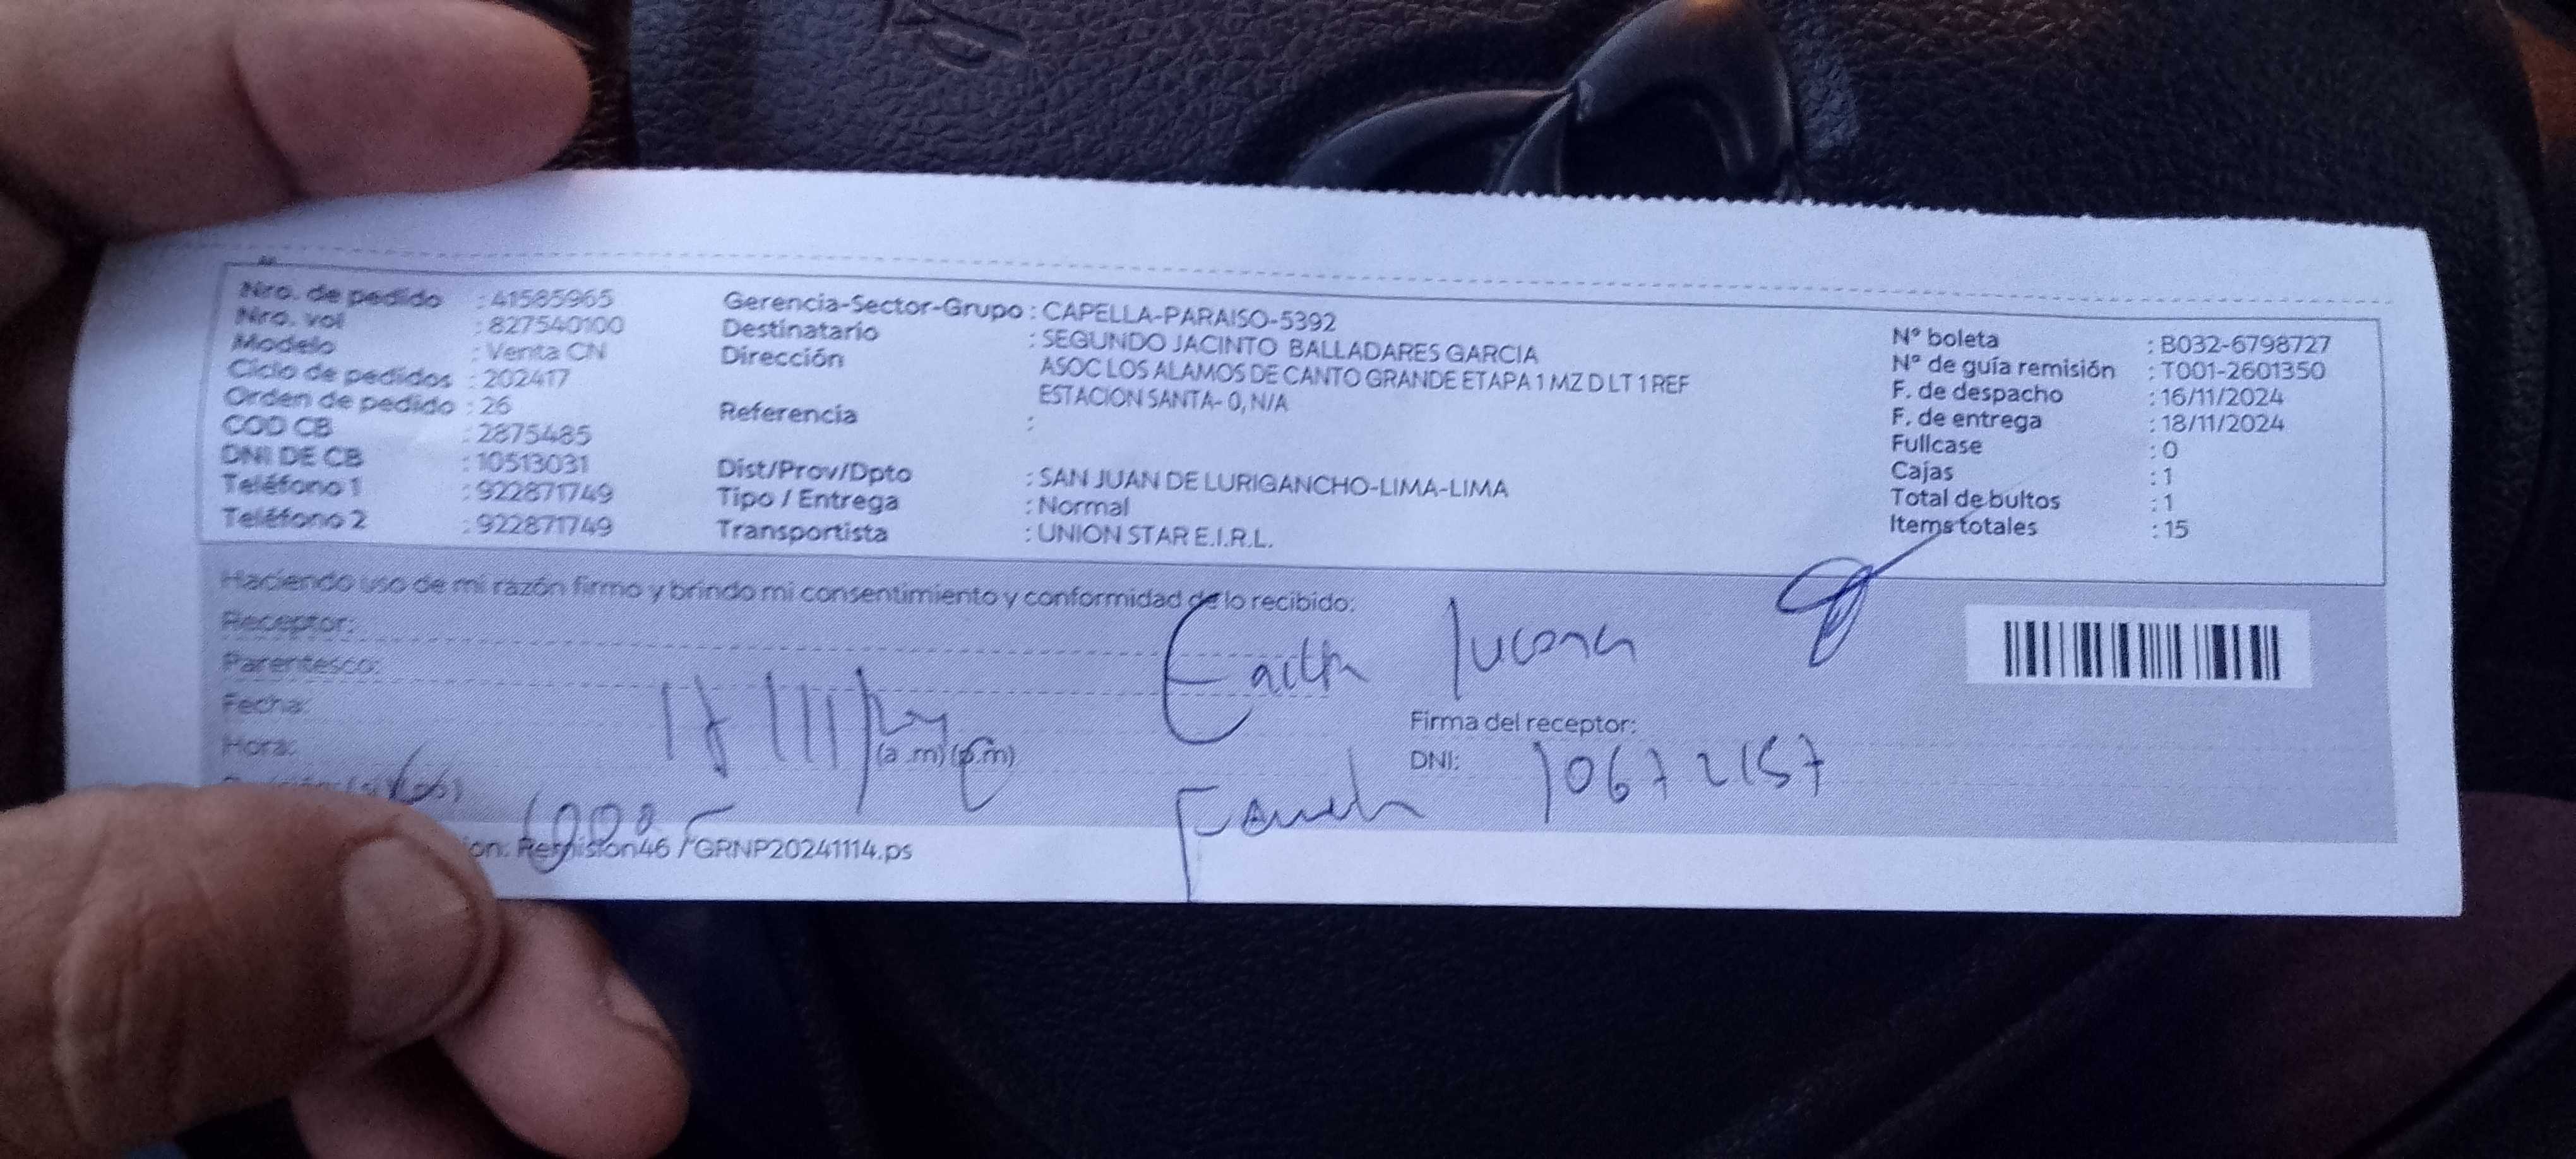 Nro. de pedido : 41585965
Nro. vol : 827540100
Modelo : Venta CN
Ciclo de pedidos : 202417
Orden de pedido : 26
COD CB : 2875485
DNI DE CB : 10513031
Teléfono 1 : 922871749
Teléfono 2 : 922871749
Gerencia-Sector-Grupo : CAPELLA-PARAISO-5392
Destinatario : SEGUNDO JACINTO BALLADARES GARCIA
Dirección ASOC LOS ALAMOS DE CANTO GRANDE ETAPA 1 MZ D LT 1 REF
ESTACION SANTA- 0, N/A
Referencia :
Dist/Prov/Dpto : SAN JUAN DE LURIGANCHO-LIMA-LIMA
Tipo / Entrega : Normal
Transportista : UNION STAR E.I.R.L.
N° boleta : B032-6798727
N° de guía remisión : T001-2601350
F. de despacho : 16/11/2024
F. de entrega : 18/11/2024
Fullcase : 0
Cajas : 1
Total de bultos : 1
Items totales : 15
Haciendo uso de mi razón firmo y brindo mi consentimiento y conformidad de lo recibido:
Receptor:
Parentesco:
Fecha: 17/11/24
Hora: (a.m) (p.m)
Firma del receptor:
DNI: 10672157
Remision46 / GRNP20241114.ps